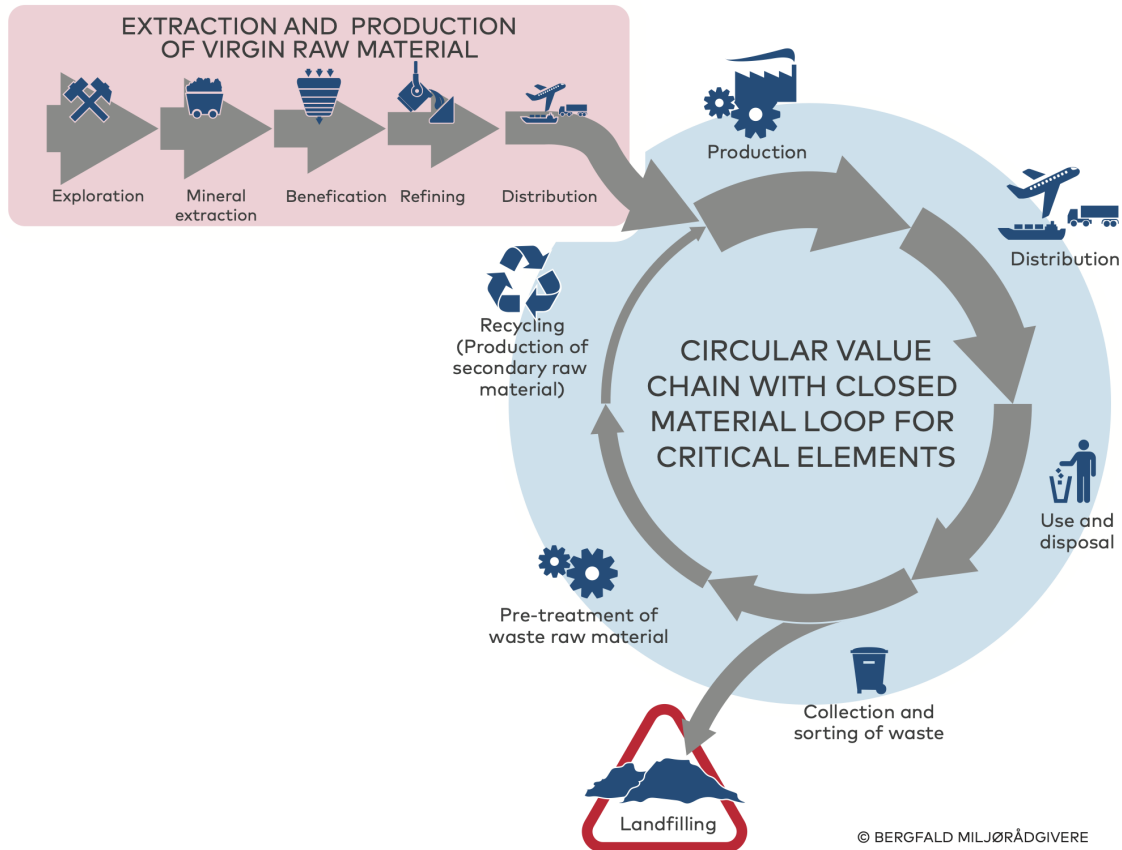 EXTRACTION AND PRODUCTION
OF VIRGIN RAW MATERIAL
Exploration
Mineral
extraction
Benefication
Refining
Distribution
Production
Distribution
Use and
disposal
Collection and
sorting of waste
Landfilling
Pre-treatment of
waste raw material
Recycling
(Production of
secondary raw
material)
CIRCULAR VALUE
CHAIN WITH CLOSED
MATERIAL LOOP FOR
CRITICAL ELEMENTS
© BERGFALD MILJØRÅDGIVERE